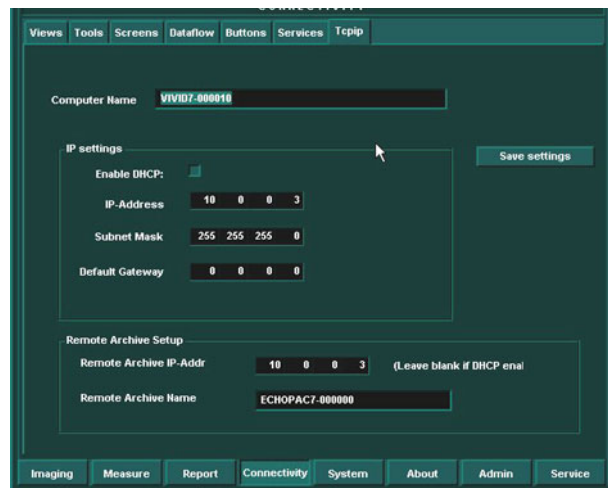 CONNECTIVITY
Views Tools Screens Dataflow Buttons Services Tcpip
Computer Name VIVID7-000010
IP settings
Save settings
Enable DHCP:
IP-Address 10 0 0 3
Subnet Mask 255 255 255 0
Default Gateway 0 0 0 0
Remote Archive Setup
Remote Archive IP-Addr 10 0 0 3 (Leave blank if DHCP enal
Remote Archive Name ECHOPAC7-000000
Imaging Measure Report Connectivity System About Admin Service